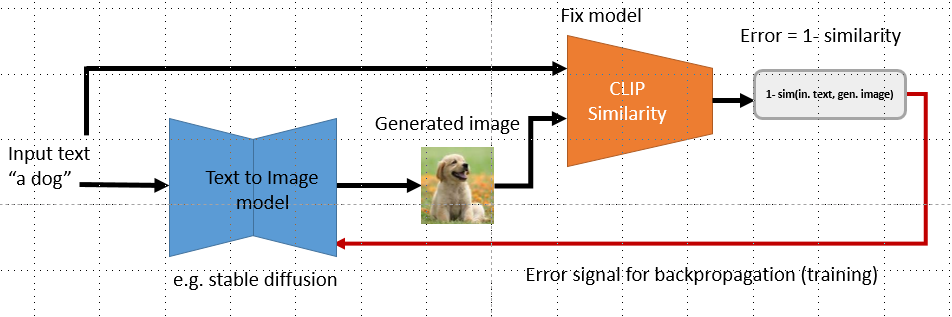 Fix model
Error = 1- similarity
CLIP
Similarity
1- sim(in. text, gen. image)
Generated image
Input text
“a dog”
Text to Image
model
e.g. stable diffusion
Error signal for backpropagation (training)